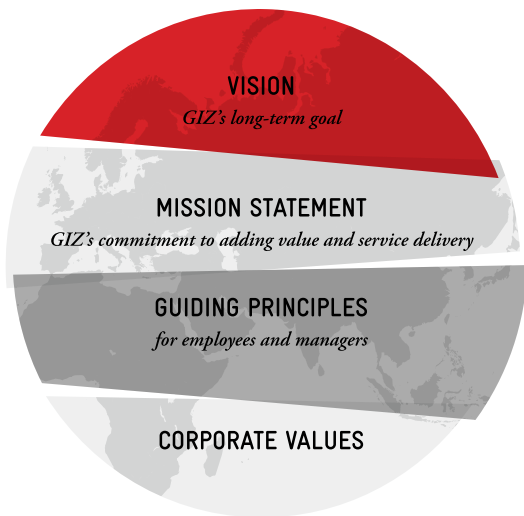 VISION
GIZ’s long-term goal
MISSION STATEMENT
GIZ’s commitment to adding value and service delivery
GUIDING PRINCIPLES
for employees and managers
CORPORATE VALUES